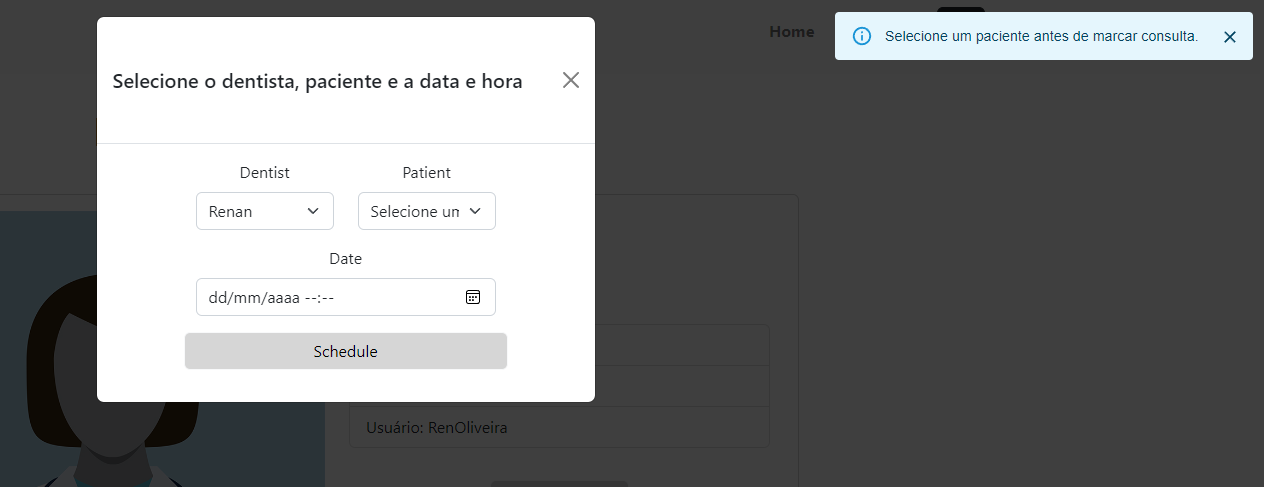 Home
Selecione um paciente antes de marcar consulta.
Selecione o dentista, paciente e a data e hora
Dentist
Patient
Renan
Selecione un
Date
dd/mm/aaaa --:--
Schedule
Usuário: RenOliveira